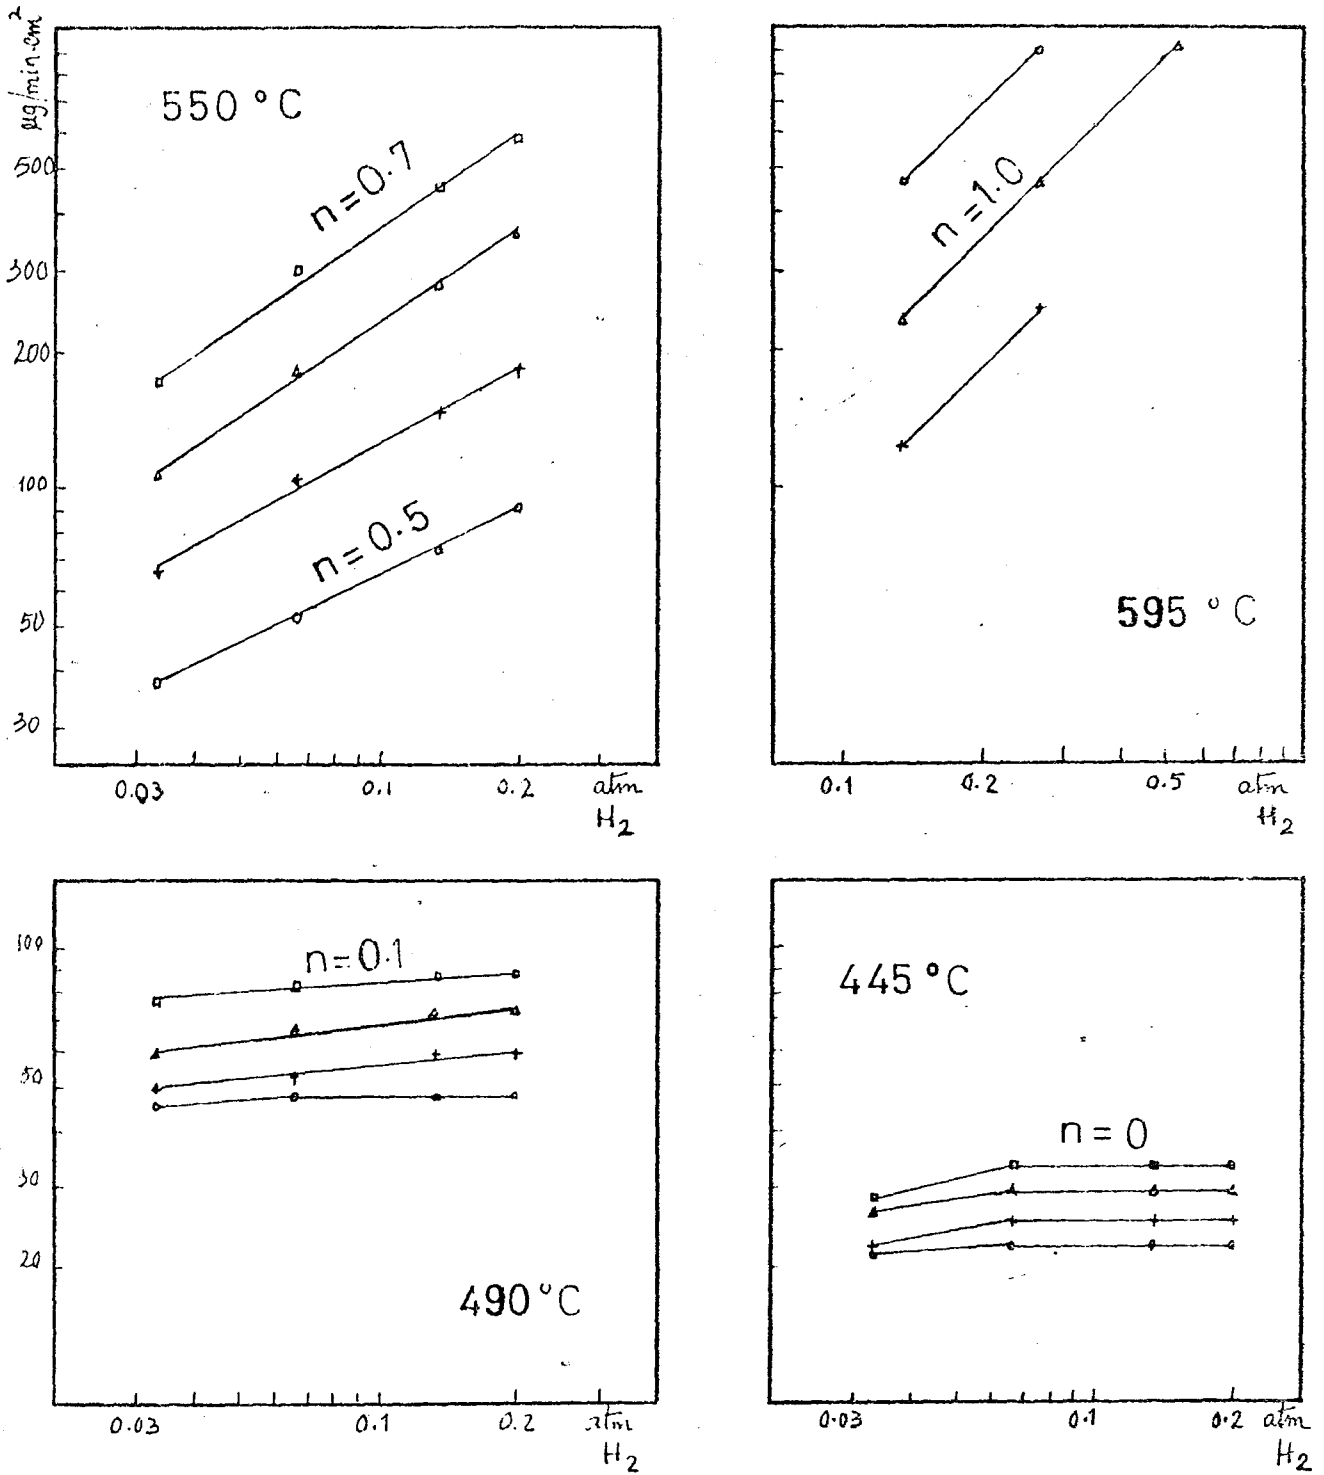 µg/min.cm²
550 °C
n=0.7
n=0.5
500
300
200
100
50
30
0.03 0.1 0.2 atm
H₂
n=1.0
595 °C
0.1 0.2 0.5 atm
H₂
n=0.1
490 °C
100
50
30
20
0.03 0.1 0.2 atm
H₂
445 °C
n=0
0.03 0.1 0.2 atm
H₂